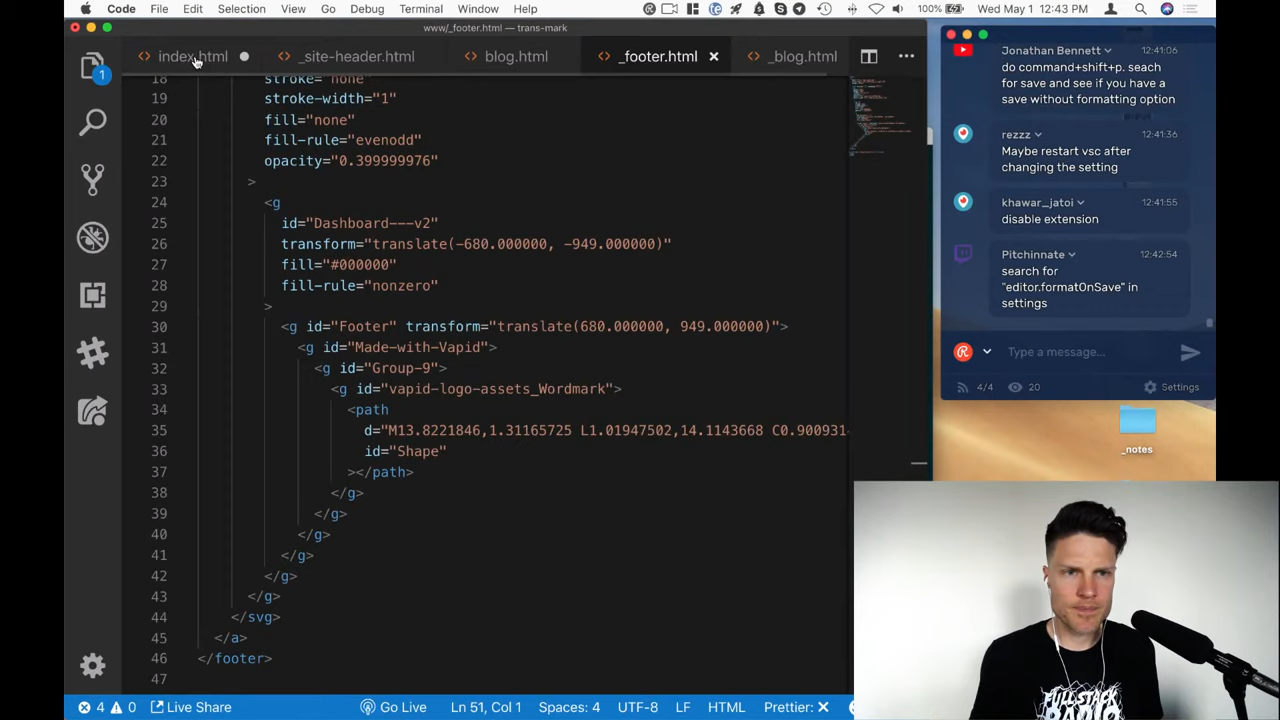 Code File Edit Selection View Go Debug Terminal Window Help 100% Wed May 1 12:43 PM
www/_footer.html — trans-mark
index.html _site-header.html blog.html _footer.html _blog.html
1
18 stroke="none"
19 stroke-width="1"
20 fill="none"
21 fill-rule="evenodd"
22 opacity="0.399999976"
23 >
24 <g
25 id="Dashboard---v2"
26 transform="translate(-680.000000, -949.000000)"
27 fill="#000000"
28 fill-rule="nonzero"
29 >
30 <g id="Footer" transform="translate(680.000000, 949.000000)">
31 <g id="Made-with-Vapid">
32 <g id="Group-9">
33 <g id="vapid-logo-assets_Wordmark">
34 <path
35 d="M13.8221846,1.31165725 L1.01947502,14.1143668 C0.900931
36 id="Shape"
37 ></path>
38 </g>
39 </g>
40 </g>
41 </g>
42 </g>
43 </g>
44 </svg>
45 </a>
46 </footer>
47
4 0 Live Share Go Live Ln 51, Col 1 Spaces: 4 UTF-8 LF HTML Prettier: ✕
Jonathan Bennett 12:41:06
do command+shift+p. seach
for save and see if you have a
save without formatting option
rezzz 12:41:36
Maybe restart vsc after
changing the setting
khawar_jatoi 12:41:55
disable extension
Pitchinnate 12:42:54
search for
"editor.formatOnSave" in
settings
R Type a message...
4/4 20 Settings
_notes
FULL STACK
RADIO